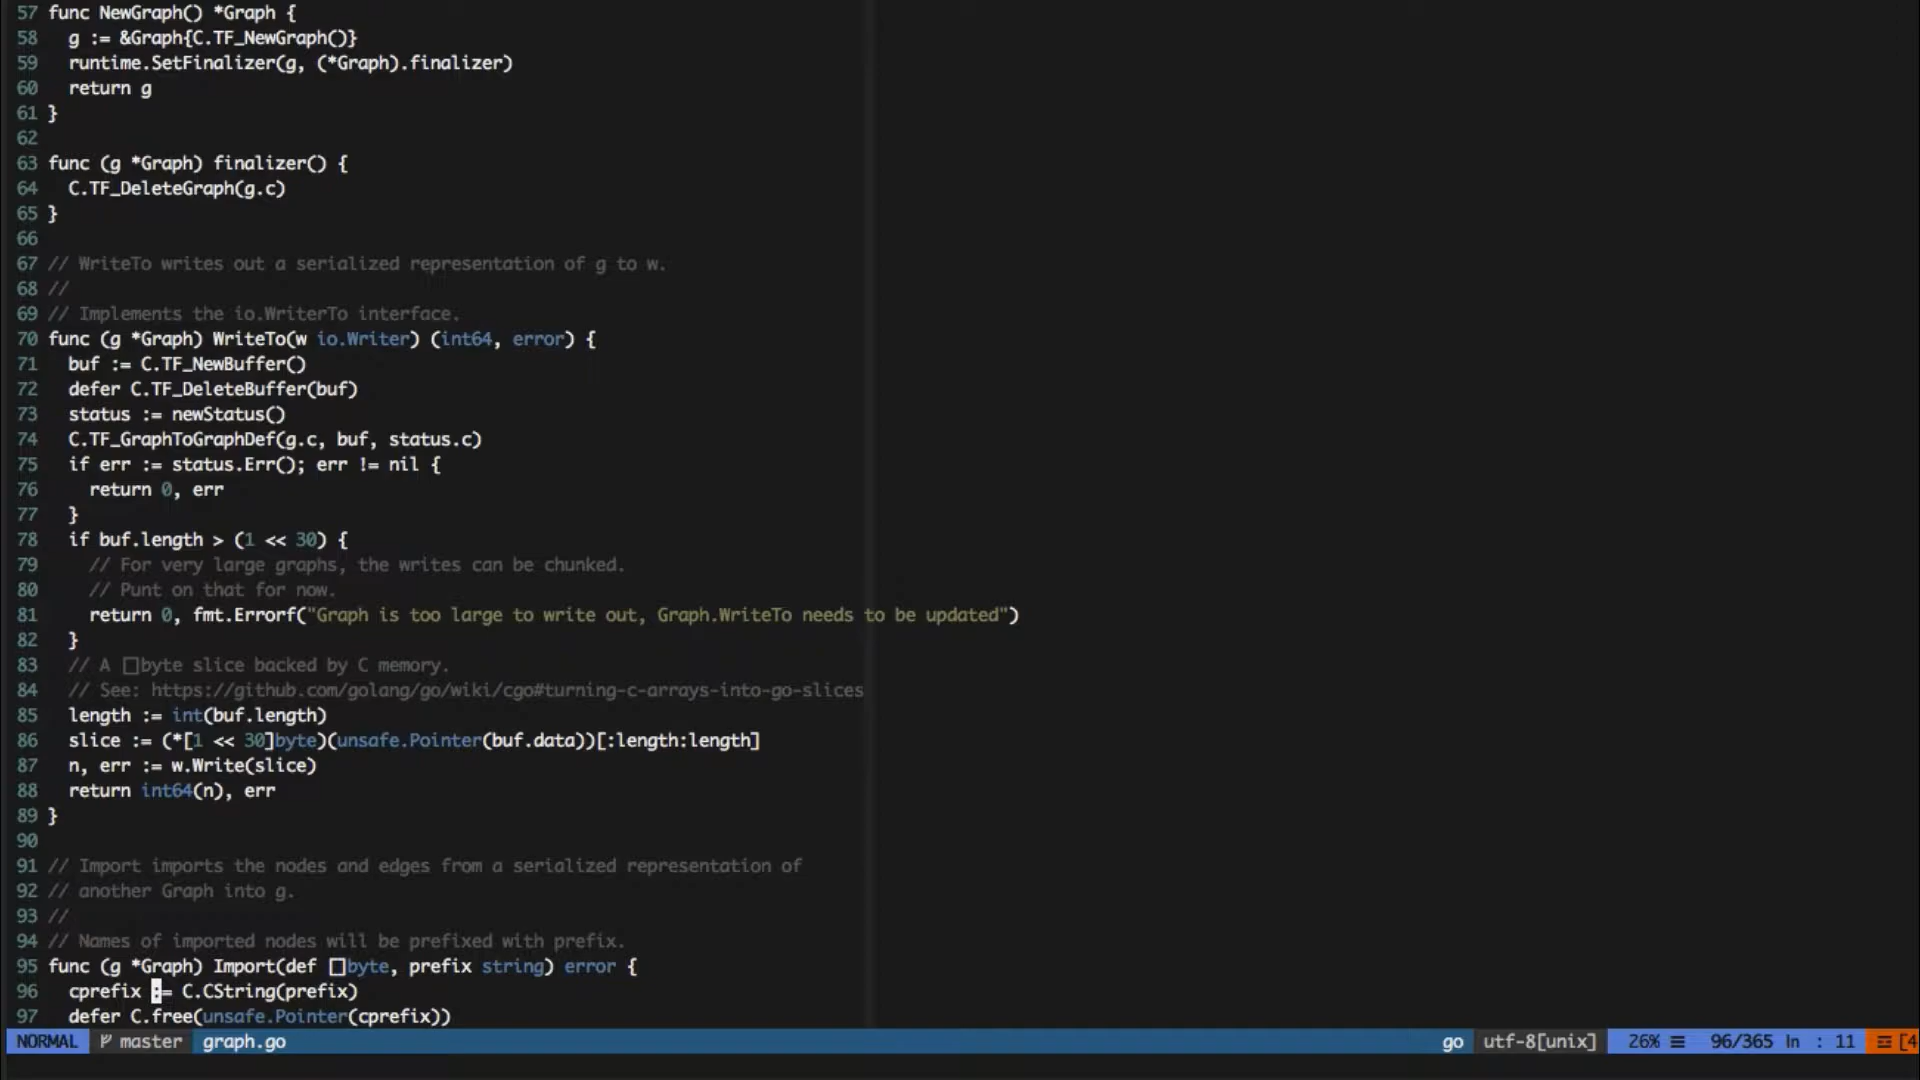 57 func NewGraph() *Graph {
58   g := &Graph{C.TF_NewGraph()}
59   runtime.SetFinalizer(g, (*Graph).finalizer)
60   return g
61 }
62
63 func (g *Graph) finalizer() {
64   C.TF_DeleteGraph(g.c)
65 }
66
67 // WriteTo writes out a serialized representation of g to w.
68 //
69 // Implements the io.WriterTo interface.
70 func (g *Graph) WriteTo(w io.Writer) (int64, error) {
71   buf := C.TF_NewBuffer()
72   defer C.TF_DeleteBuffer(buf)
73   status := newStatus()
74   C.TF_GraphToGraphDef(g.c, buf, status.c)
75   if err := status.Err(); err != nil {
76     return 0, err
77   }
78   if buf.length > (1 << 30) {
79     // For very large graphs, the writes can be chunked.
80     // Punt on that for now.
81     return 0, fmt.Errorf("Graph is too large to write out, Graph.WriteTo needs to be updated")
82   }
83   // A []byte slice backed by C memory.
84   // See: https://github.com/golang/go/wiki/cgo#turning-c-arrays-into-go-slices
85   length := int(buf.length)
86   slice := (*[1 << 30]byte)(unsafe.Pointer(buf.data))[:length:length]
87   n, err := w.Write(slice)
88   return int64(n), err
89 }
90
91 // Import imports the nodes and edges from a serialized representation of
92 // another Graph into g.
93 //
94 // Names of imported nodes will be prefixed with prefix.
95 func (g *Graph) Import(def []byte, prefix string) error {
96   cprefix := C.CString(prefix)
97   defer C.free(unsafe.Pointer(cprefix))
NORMAL master graph.go go utf-8[unix] 26% ☰ 96/365 ln : 11 ☲ [4